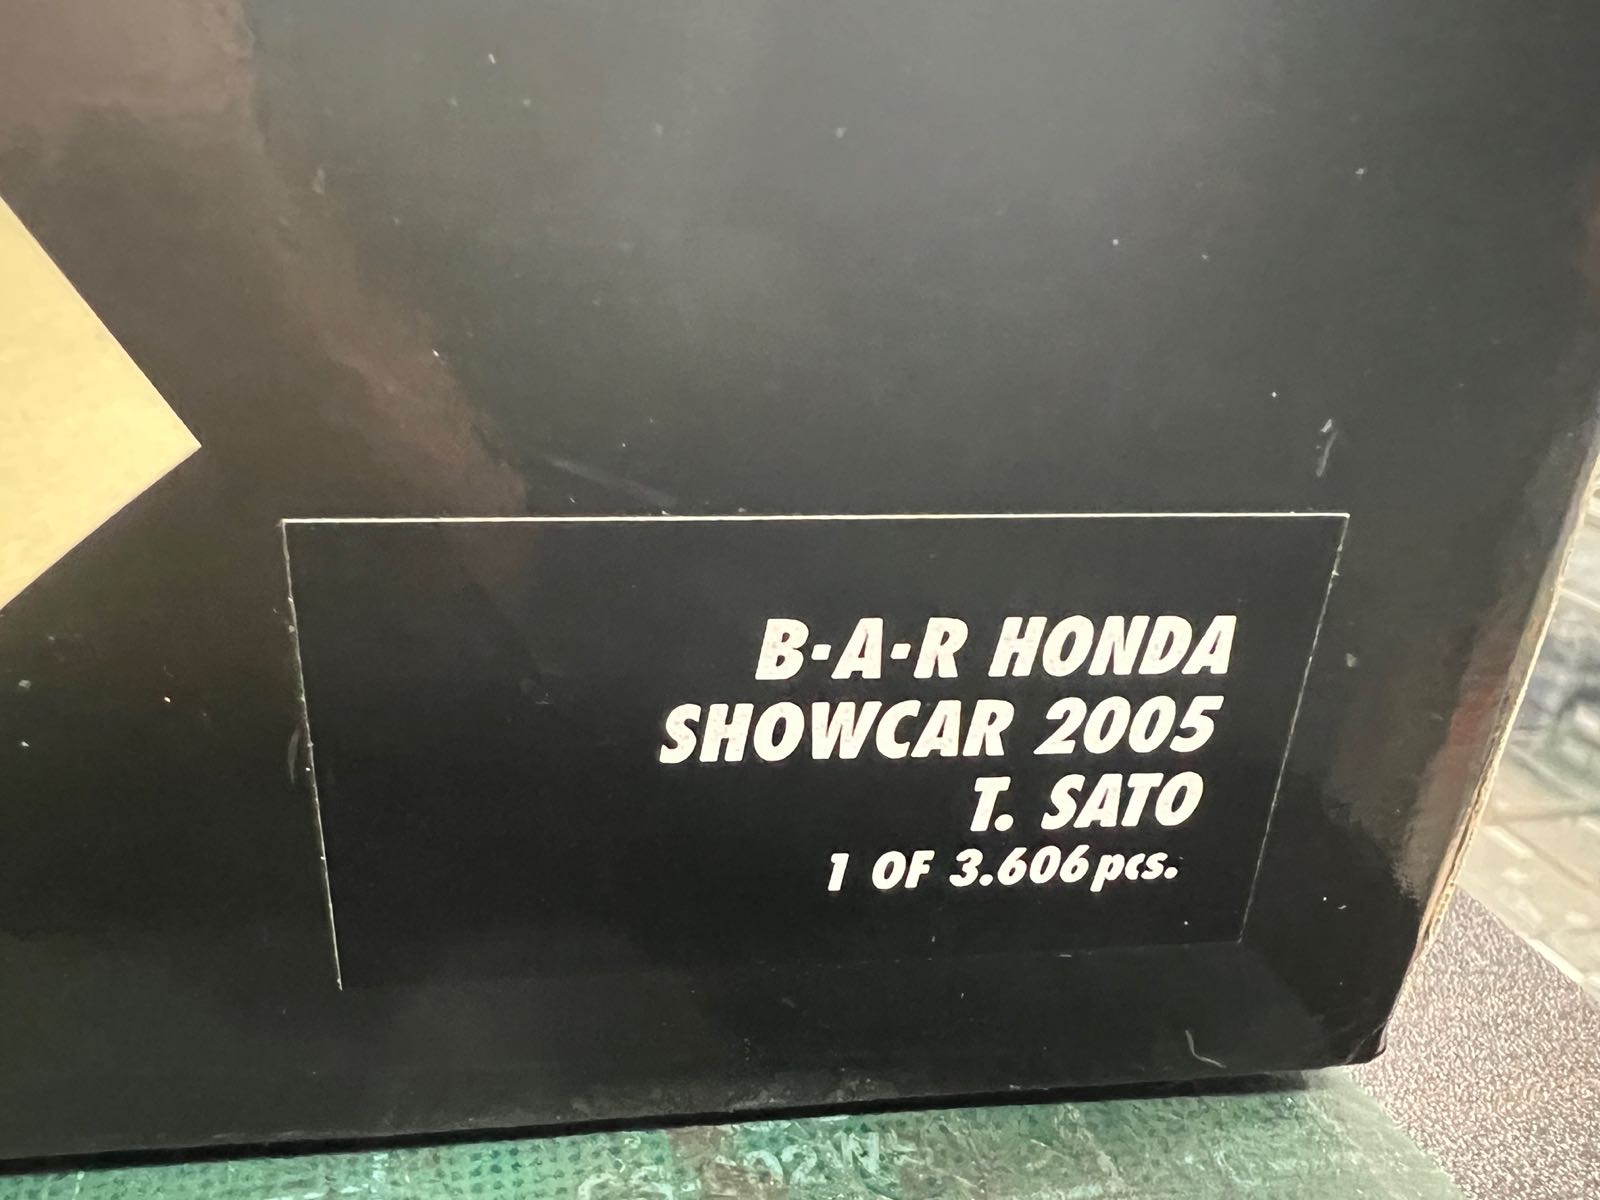 B·A·R HONDA
SHOWCAR 2005
T. SATO
1 OF 3.606 pcs.